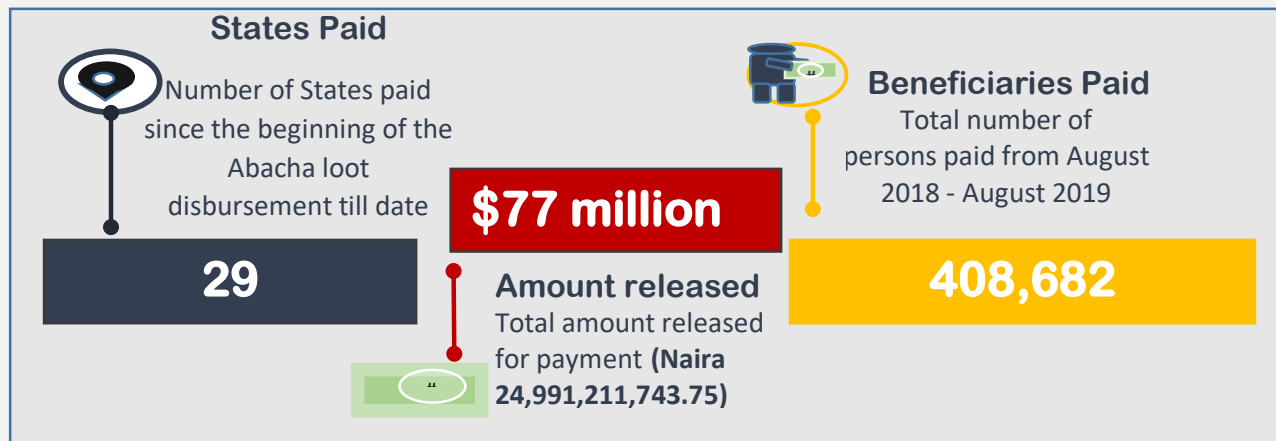 States Paid
Number of States paid
since the beginning of the
Abacha loot
disbursement till date
29
$77 million
Amount released
Total amount released
for payment (Naira
24,991,211,743.75)
Beneficiaries Paid
Total number of
persons paid from August
2018 - August 2019
408,682